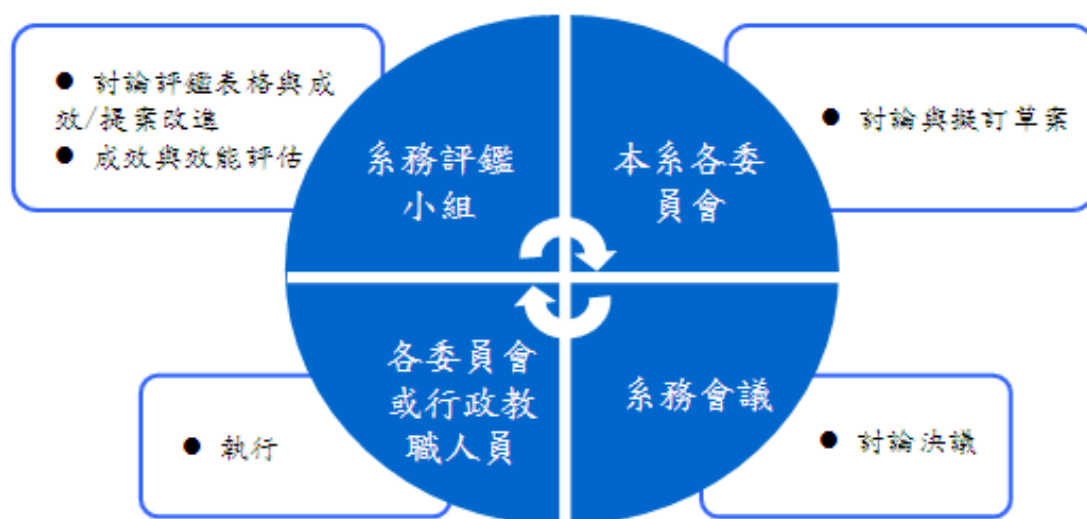 ● 討論評鑑表格與成
效/提案改進
● 成效與效能評估
系務評鑑
小組
本系各委
員會
● 討論與擬訂草案
● 執行
各委員會
或行政教
職人員
系務會議
● 討論決議